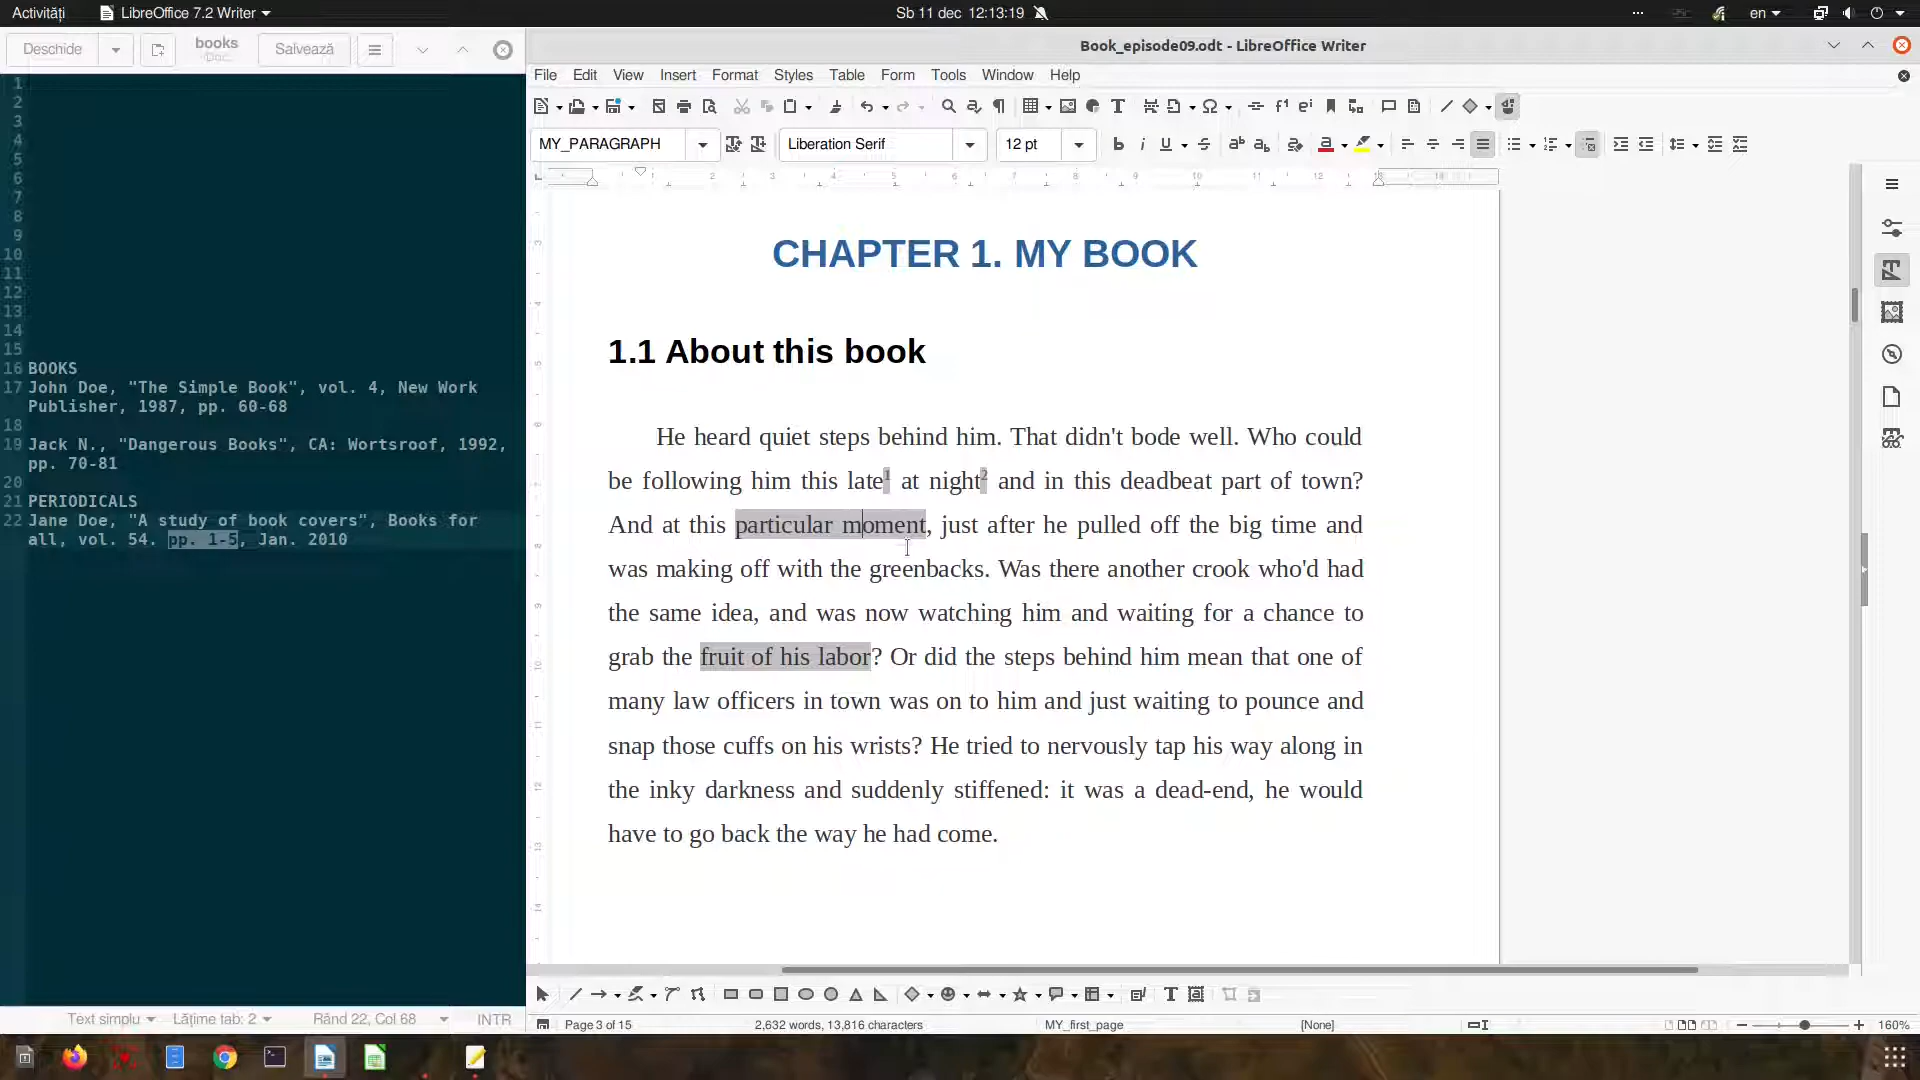 Activități
LibreOffice 7.2 Writer
Sb 11 dec 12:13:19
en
Deschide
books
Doc
Salvează
Book_episode09.odt - LibreOffice Writer
File Edit View Insert Format Styles Table Form Tools Window Help
MY_PARAGRAPH
Liberation Serif
12 pt
1
2
3
4
5
6
7
8
9
10
11
12
13
14
15
16 BOOKS
17 John Doe, "The Simple Book", vol. 4, New Work
Publisher, 1987, pp. 60-68
18
19 Jack N., "Dangerous Books", CA: Wortsroof, 1992,
pp. 70-81
20
21 PERIODICALS
22 Jane Doe, "A study of book covers", Books for
all, vol. 54. pp. 1-5, Jan. 2010
CHAPTER 1. MY BOOK
1.1 About this book
He heard quiet steps behind him. That didn't bode well. Who could
be following him this late1 at night2 and in this deadbeat part of town?
And at this particular moment, just after he pulled off the big time and
was making off with the greenbacks. Was there another crook who'd had
the same idea, and was now watching him and waiting for a chance to
grab the fruit of his labor? Or did the steps behind him mean that one of
many law officers in town was on to him and just waiting to pounce and
snap those cuffs on his wrists? He tried to nervously tap his way along in
the inky darkness and suddenly stiffened: it was a dead-end, he would
have to go back the way he had come.
Text simplu
Lățime tab: 2
Rând 22, Col 68
INTR
Page 3 of 15
2,632 words, 13,816 characters
MY_first_page
[None]
160%